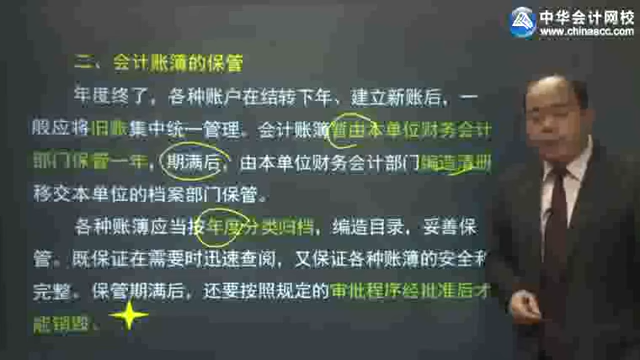 中华会计网校
www.chinaacc.com
二、会计账簿的保管
年度终了，各种账户在结转下年、建立新账后，一
般应将旧账集中统一管理。会计账簿暂由本单位财务会计
部门保管一年，期满后，由本单位财务会计部门编造清册
移交本单位的档案部门保管。
各种账簿应当按年度分类归档，编造目录，妥善保
管。既保证在需要时迅速查阅，又保证各种账簿的安全和
完整。保管期满后，还要按照规定的审批程序经批准后才
能销毁。